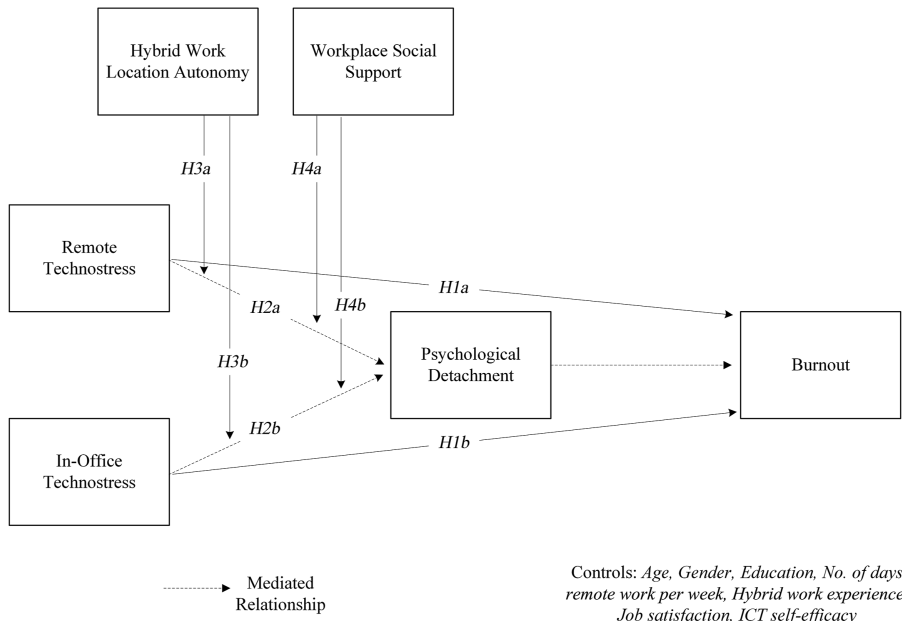 Hybrid Work
Location Autonomy
Workplace Social
Support
H3a
H4a
Remote
Technostress
H1a
H2a
H4b
H3b
Psychological
Detachment
Burnout
H2b
H1b
In-Office
Technostress
Mediated
Relationship
Controls: Age, Gender, Education, No. of days
remote work per week, Hybrid work experience
Job satisfaction, ICT self-efficacy